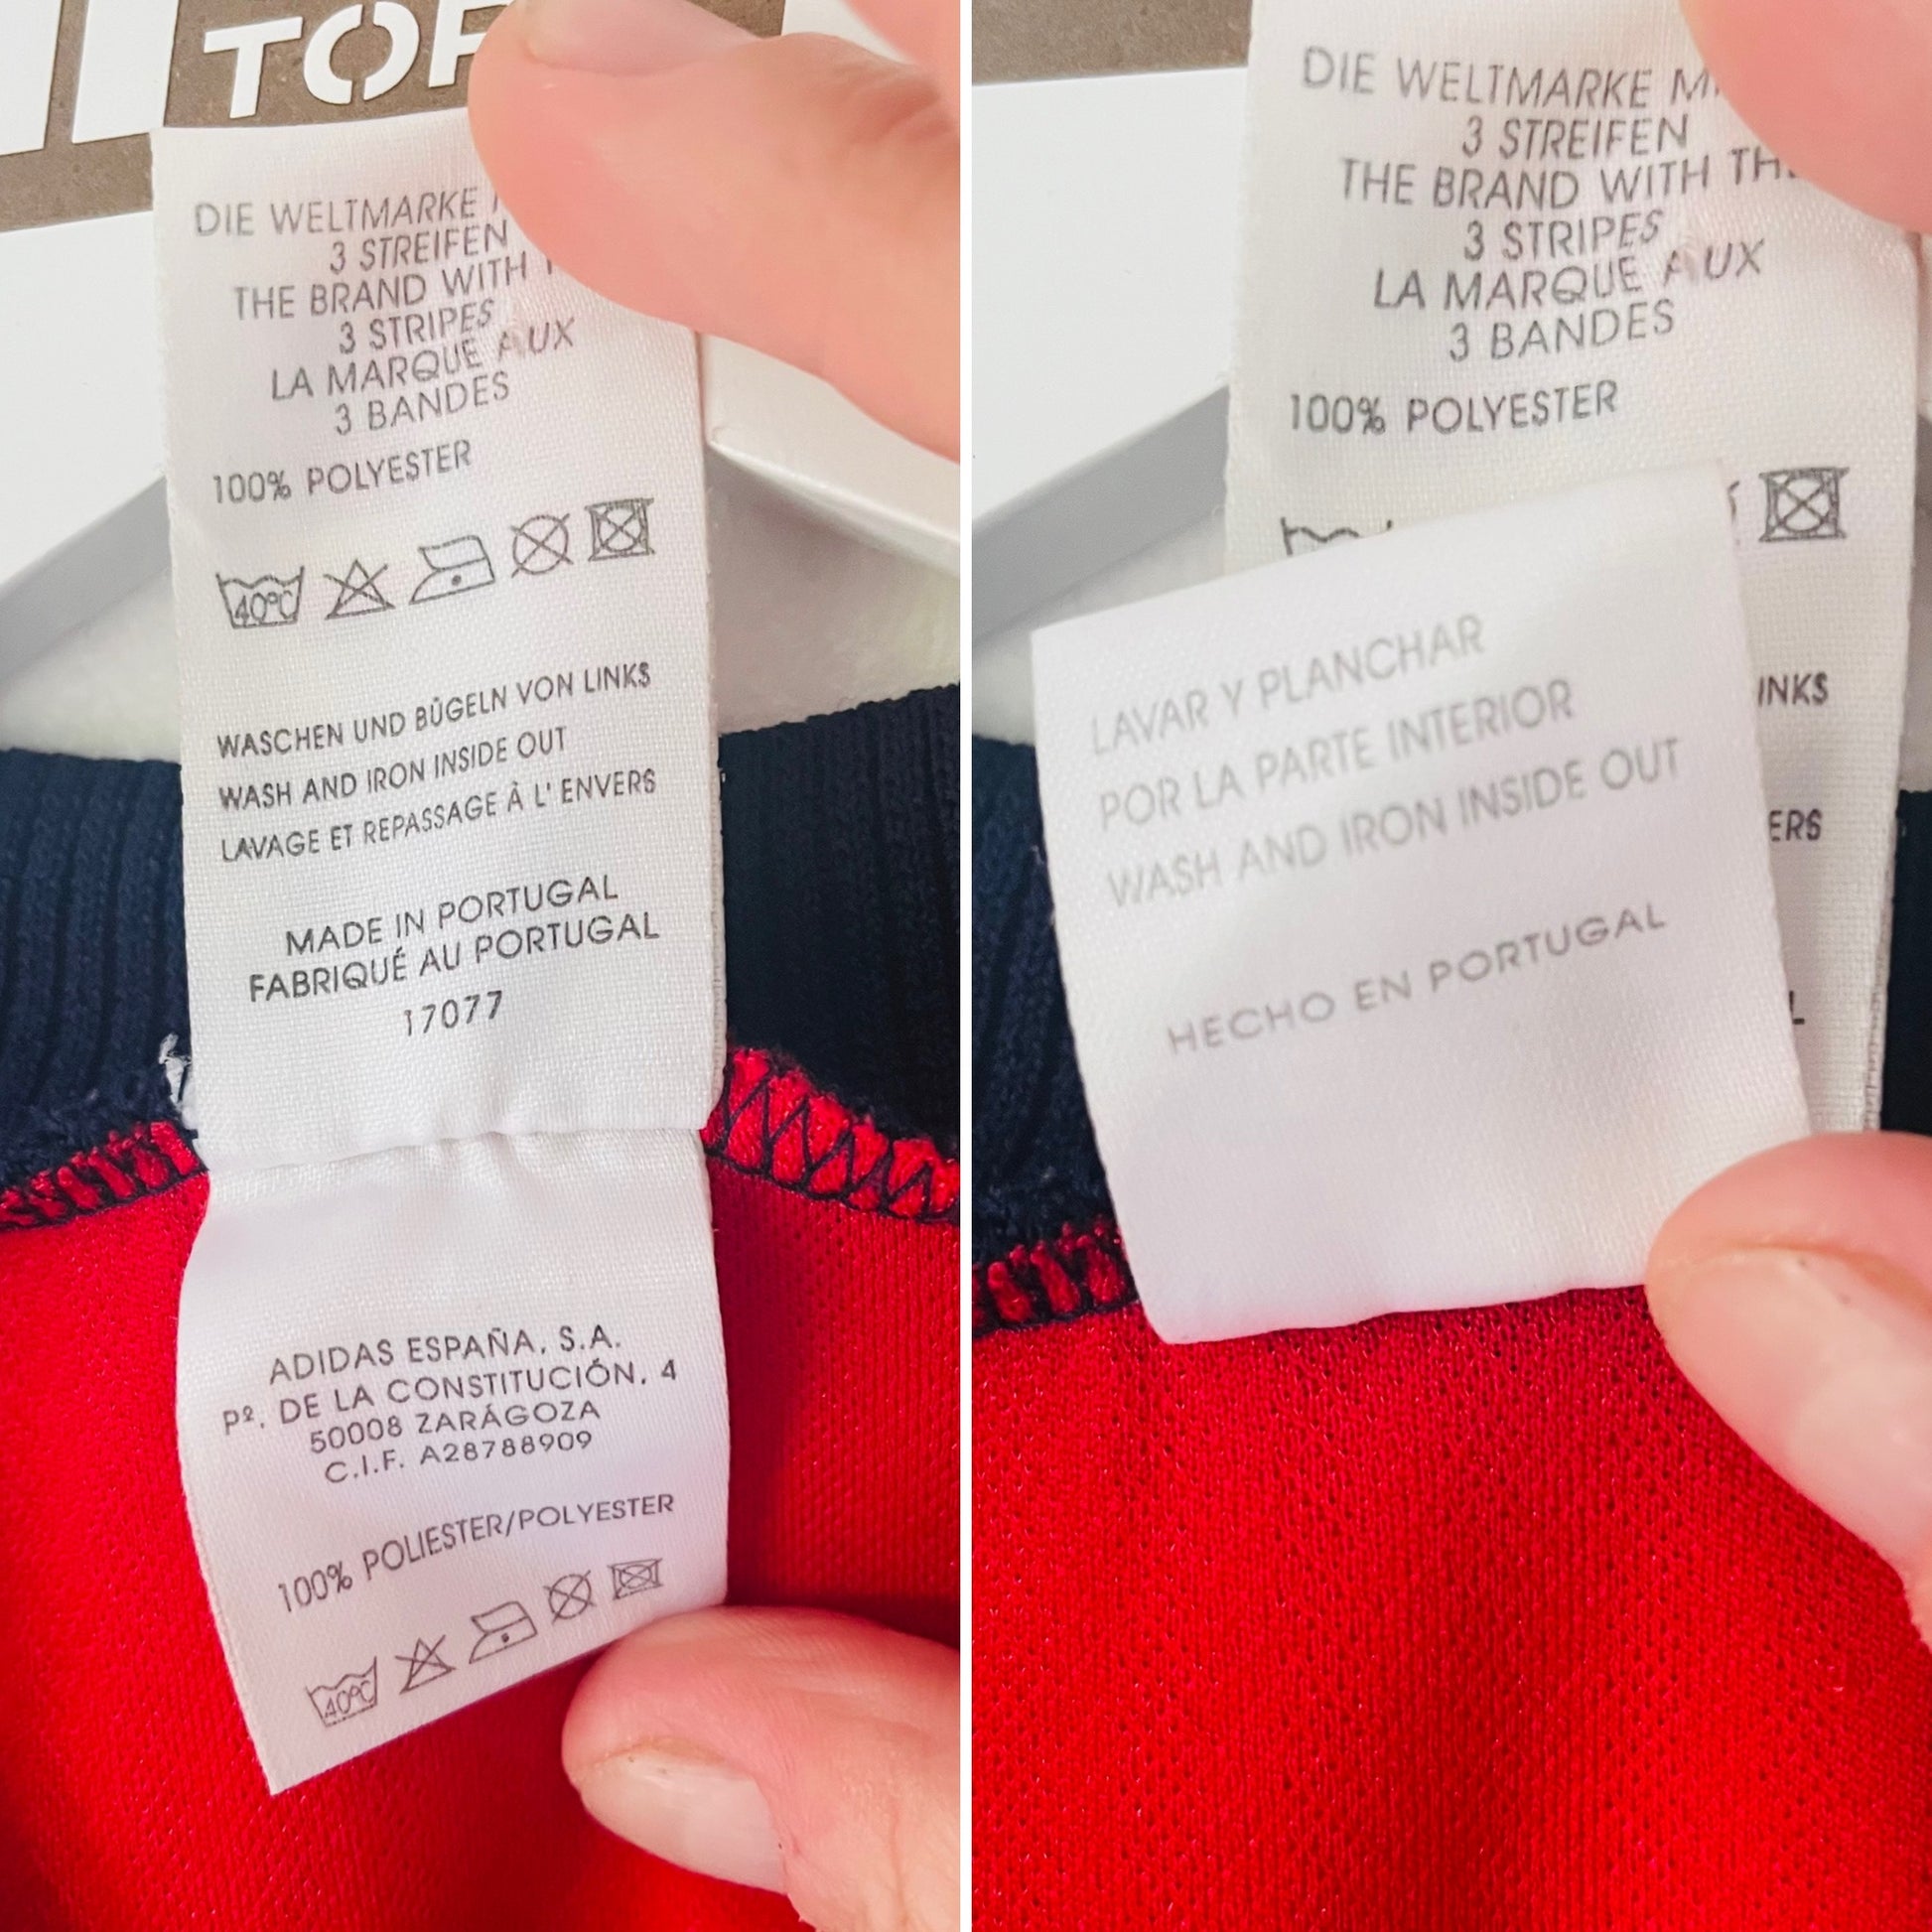 TOP
DIE WELTMARKE
3 STREIFEN
THE BRAND WITH
3 STRIPES
LA MARQUE AUX
3 BANDES
100% POLYESTER
40ºC
WASCHEN UND BÜGELN VON LINKS
WASH AND IRON INSIDE OUT
LAVAGE ET REPASSAGE À L' ENVERS
MADE IN PORTUGAL
FABRIQUÉ AU PORTUGAL
17077
ADIDAS ESPAÑA, S.A.
Pº. DE LA CONSTITUCIÓN, 4
50008 ZARÁGOZA
C.I.F. A28788909
100% POLIESTER/POLYESTER
40ºC
DIE WELTMARKE
3 STREIFEN
THE BRAND WITH
3 STRIPES
LA MARQUE AUX
3 BANDES
100% POLYESTER
LAVAR Y PLANCHAR
POR LA PARTE INTERIOR
WASH AND IRON INSIDE OUT
HECHO EN PORTUGAL